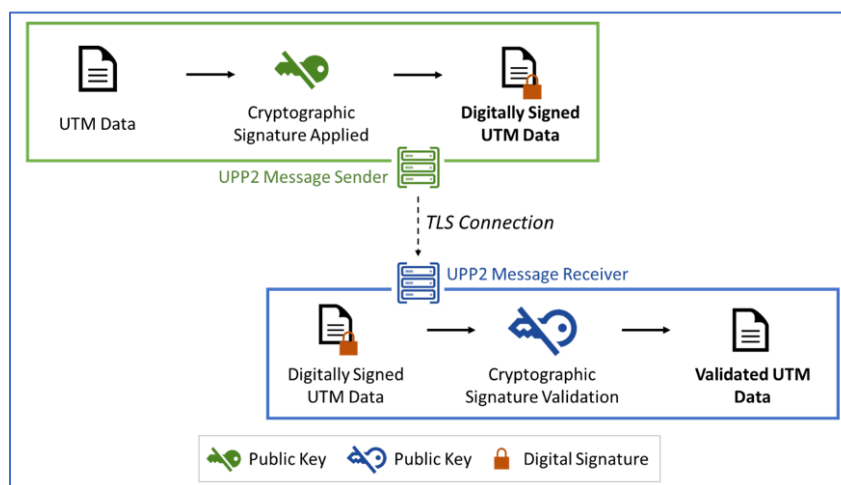 UTM Data
Cryptographic
Signature Applied
Digitally Signed
UTM Data
UPP2 Message Sender
TLS Connection
UPP2 Message Receiver
Digitally Signed
UTM Data
Cryptographic
Signature Validation
Validated UTM
Data
Public Key
Public Key
Digital Signature